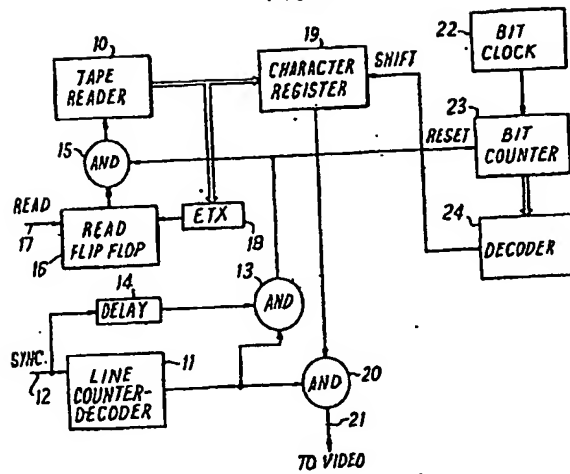 10
TAPE
READER
19
CHARACTER
REGISTER
SHIFT
22
BIT
CLOCK
23
BIT
COUNTER
RESET
24
DECODER
15
AND
READ
17
READ
FLIP FLOP
16
ETX
18
13
AND
14
DELAY
SYNC.
12
11
LINE
COUNTER-
DECODER
AND
20
21
TO VIDEO